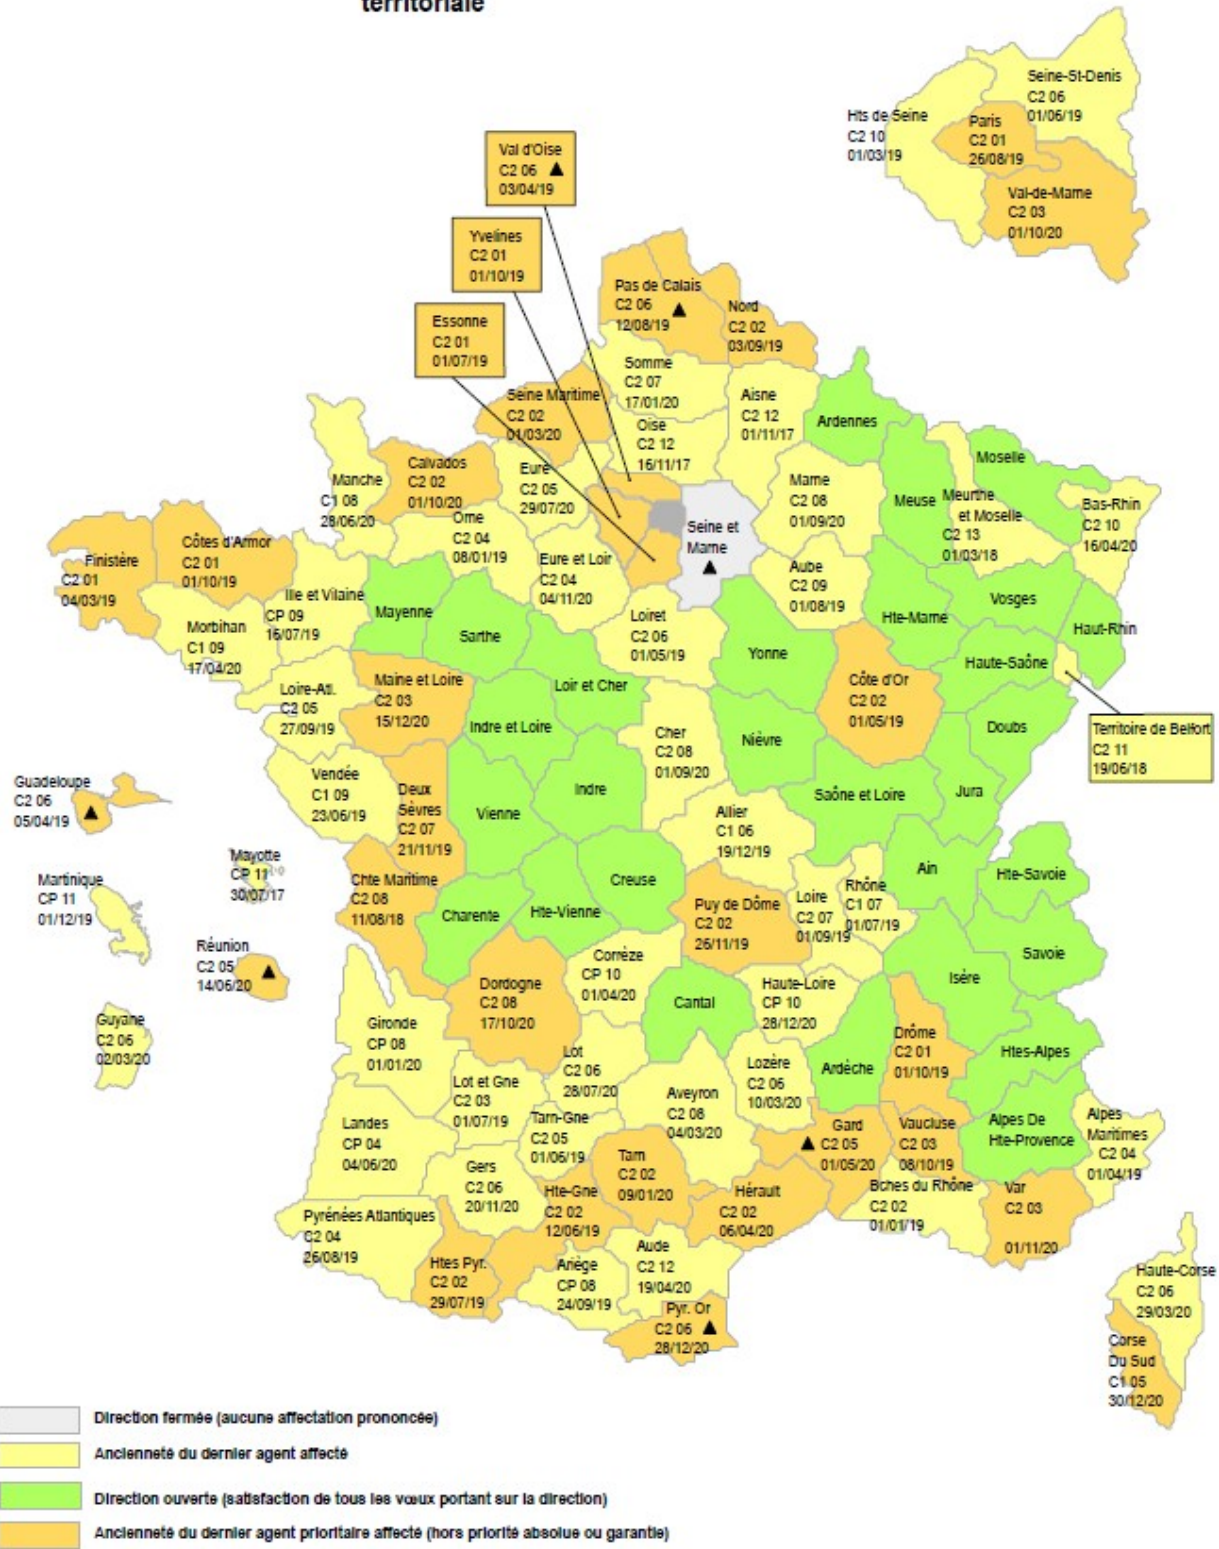 territoriale
Seine-St-Denis
C2 06
01/06/19
Hts de Seine
C2 10
01/03/19
Paris
C2 01
26/08/19
Val-de-Marne
C2 03
01/10/20
Val d'Oise
C2 06
03/04/19
Yvelines
C2 01
01/10/19
Essonne
C2 01
01/07/19
Pas de Calais
C2 06
12/08/19
Nord
C2 02
03/09/19
Somme
C2 07
17/01/20
Seine Maritime
C2 02
01/03/20
Oise
C2 12
16/11/17
Aisne
C2 12
01/11/17
Ardennes
Manche
C1 08
28/06/20
Calvados
C2 02
01/10/20
Eure
C2 05
29/07/20
Orne
C2 04
08/01/19
Eure et Loir
C2 04
04/11/20
Seine et
Marne
Marne
C2 08
01/09/20
Aube
C2 09
01/08/19
Meuse
Meurthe
et Moselle
C2 13
01/03/18
Moselle
Bas-Rhin
C2 10
16/04/20
Vosges
Haut-Rhin
Hte-Marne
Haute-Saône
Territoire de Belfort
C2 11
19/06/18
Finistère
C2 01
04/03/19
Côtes d'Armor
C2 01
01/10/19
Morbihan
C1 09
17/04/20
Ille et Vilaine
CP 09
16/07/19
Mayenne
Sarthe
Loiret
C2 06
01/05/19
Yonne
Côte d'Or
C2 02
01/05/19
Doubs
Jura
Loire-Atl.
C2 05
27/09/19
Maine et Loire
C2 03
15/12/20
Loir et Cher
Indre et Loire
Cher
C2 08
01/09/20
Nièvre
Saône et Loire
Vendée
C1 09
23/06/19
Deux
Sèvres
C2 07
21/11/19
Vienne
Indre
Allier
C1 06
19/12/19
Guadeloupe
C2 06
05/04/19
Mayotte
CP 11
30/07/17
Martinique
CP 11
01/12/19
Réunion
C2 05
14/06/20
Guyane
C2 06
02/03/20
Chte Maritime
C2 08
11/08/18
Charente
Hte-Vienne
Creuse
Puy de Dôme
C2 02
26/11/19
Loire
C2 07
01/09/19
Rhône
C1 07
01/07/19
Ain
Hte-Savoie
Savoie
Isère
Dordogne
C2 08
17/10/20
Corrèze
CP 10
01/04/20
Cantal
Haute-Loire
CP 10
28/12/20
Gironde
CP 08
01/01/20
Lot
C2 06
28/07/20
Lot et Gne
C2 03
01/07/19
Aveyron
C2 08
04/03/20
Lozère
C2 06
10/03/20
Ardèche
Drôme
C2 01
01/10/19
Htes-Alpes
Landes
CP 04
04/06/20
Tarn-Gne
C2 05
01/06/19
Gers
C2 06
20/11/20
Tarn
C2 02
09/01/20
Gard
C2 05
01/05/20
Vaucluse
C2 03
08/10/19
Alpes De
Hte-Provence
Alpes
Maritimes
C2 04
01/04/19
Pyrénées Atlantiques
C2 04
26/08/19
Htes Pyr.
C2 02
29/07/19
Hte-Gne
C2 02
12/06/19
Ariège
CP 08
24/09/19
Aude
C2 12
19/04/20
Hérault
C2 02
06/04/20
Bches du Rhône
C2 02
01/01/19
Var
C2 03
01/11/20
Pyr. Or
C2 06
28/12/20
Haute-Corse
C2 06
29/03/20
Corse
Du Sud
C1 05
30/12/20
Direction fermée (aucune affectation prononcée)
Ancienneté du dernier agent affecté
Direction ouverte (satisfaction de tous les vœux portant sur la direction)
Ancienneté du dernier agent prioritaire affecté (hors priorité absolue ou garantie)